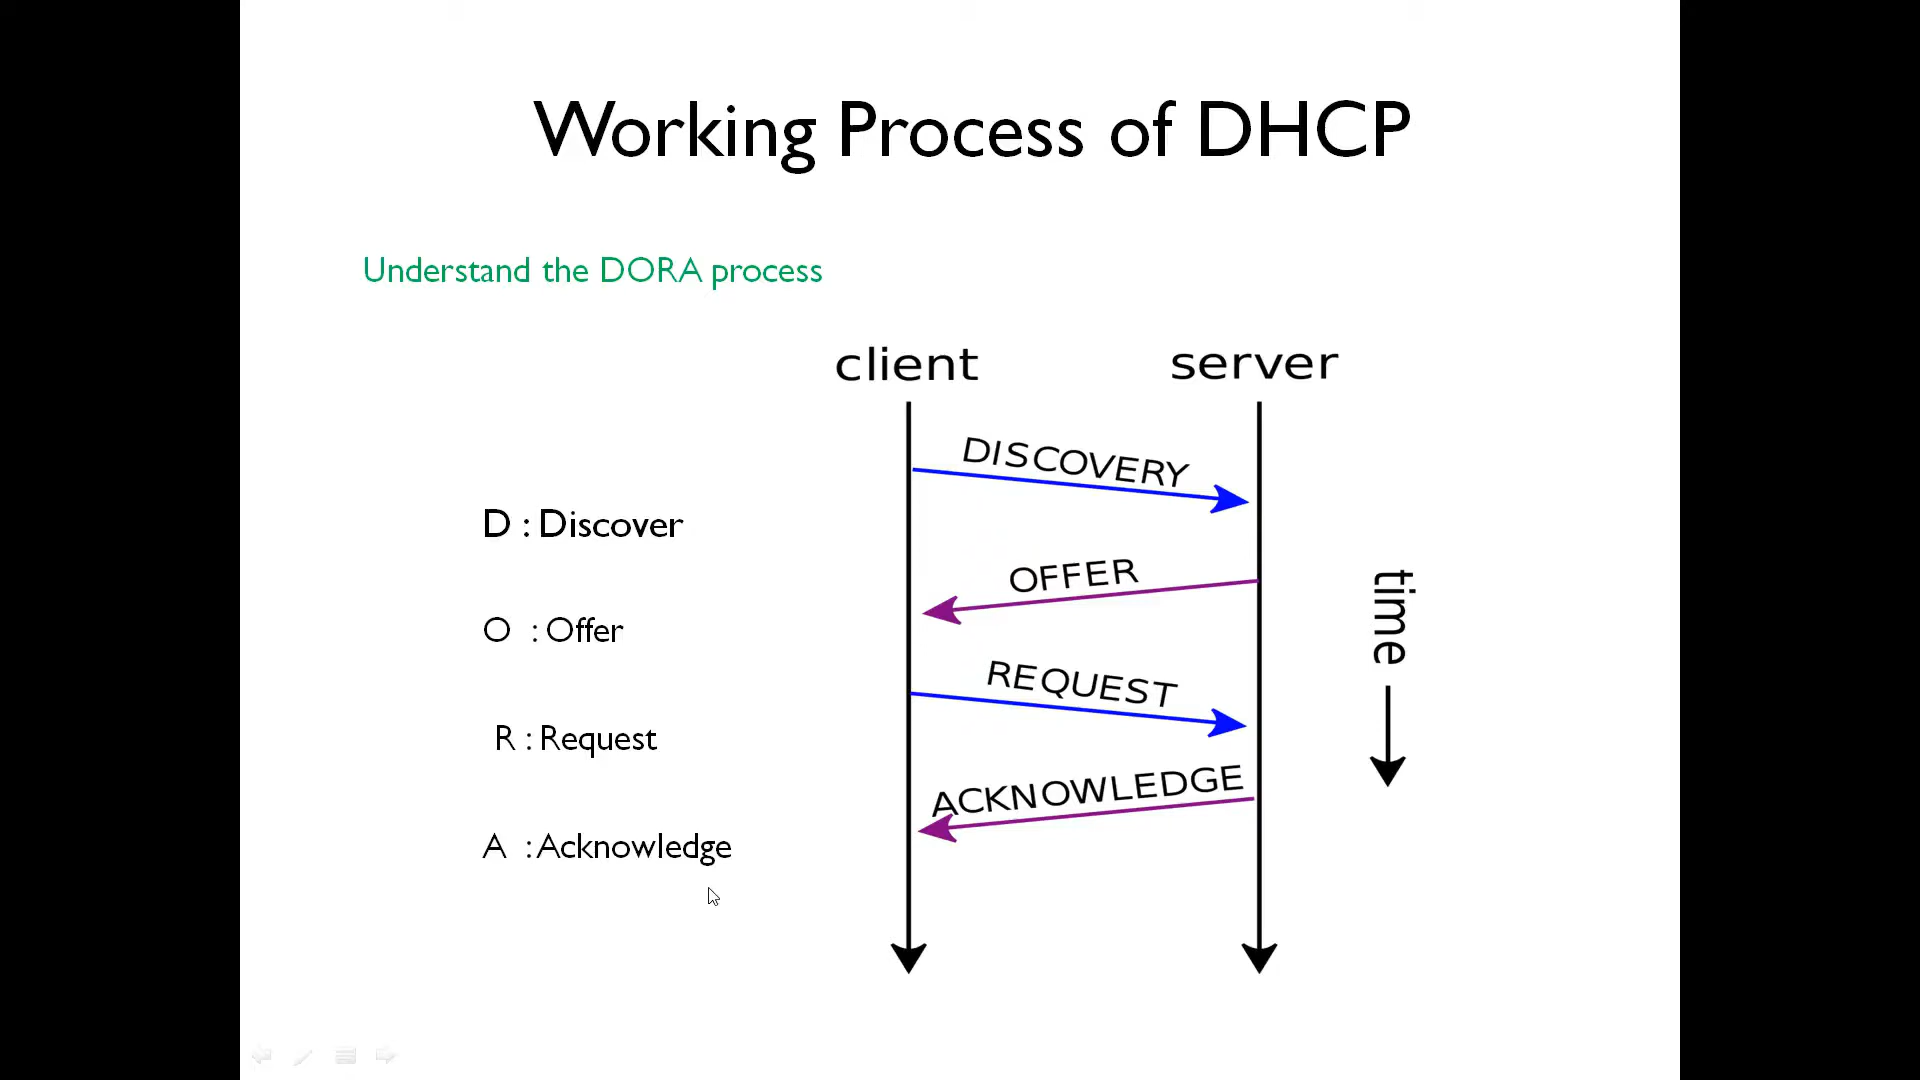 Working Process of DHCP
Understand the DORA process
client
server
DISCOVERY
D : Discover
OFFER
O : Offer
time
REQUEST
R : Request
ACKNOWLEDGE
A : Acknowledge